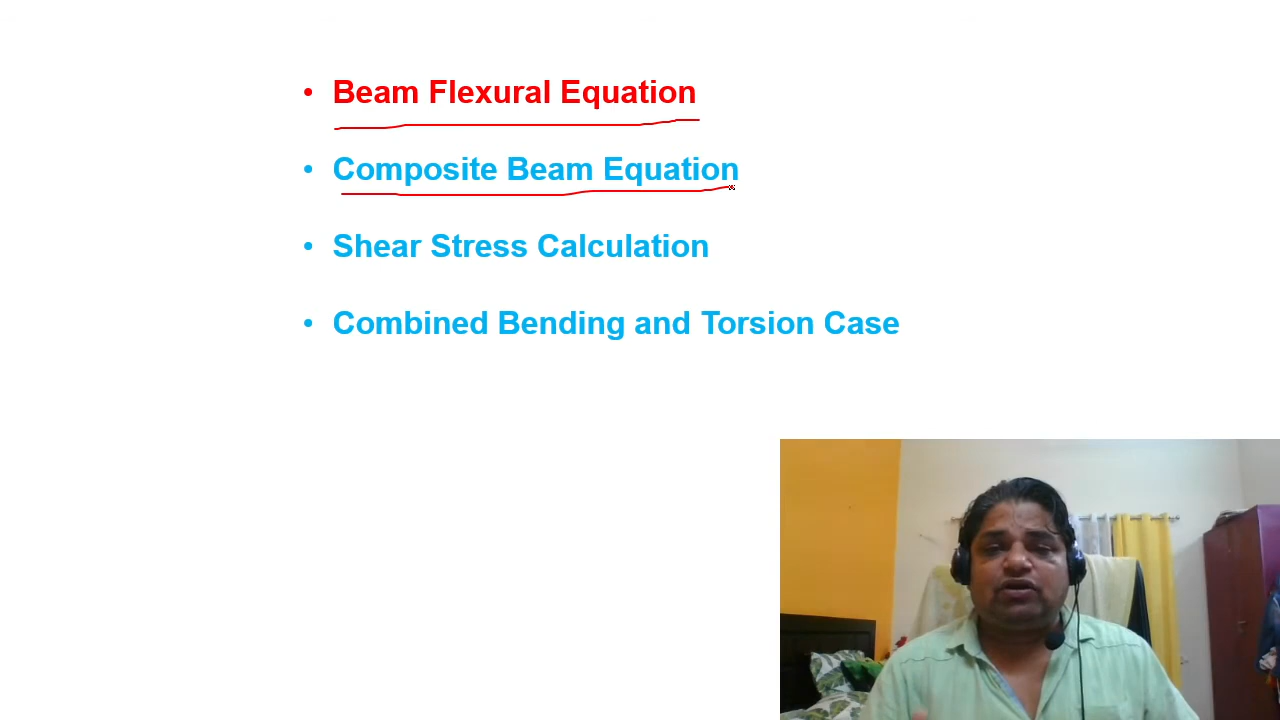 • Beam Flexural Equation
• Composite Beam Equation
• Shear Stress Calculation
• Combined Bending and Torsion Case